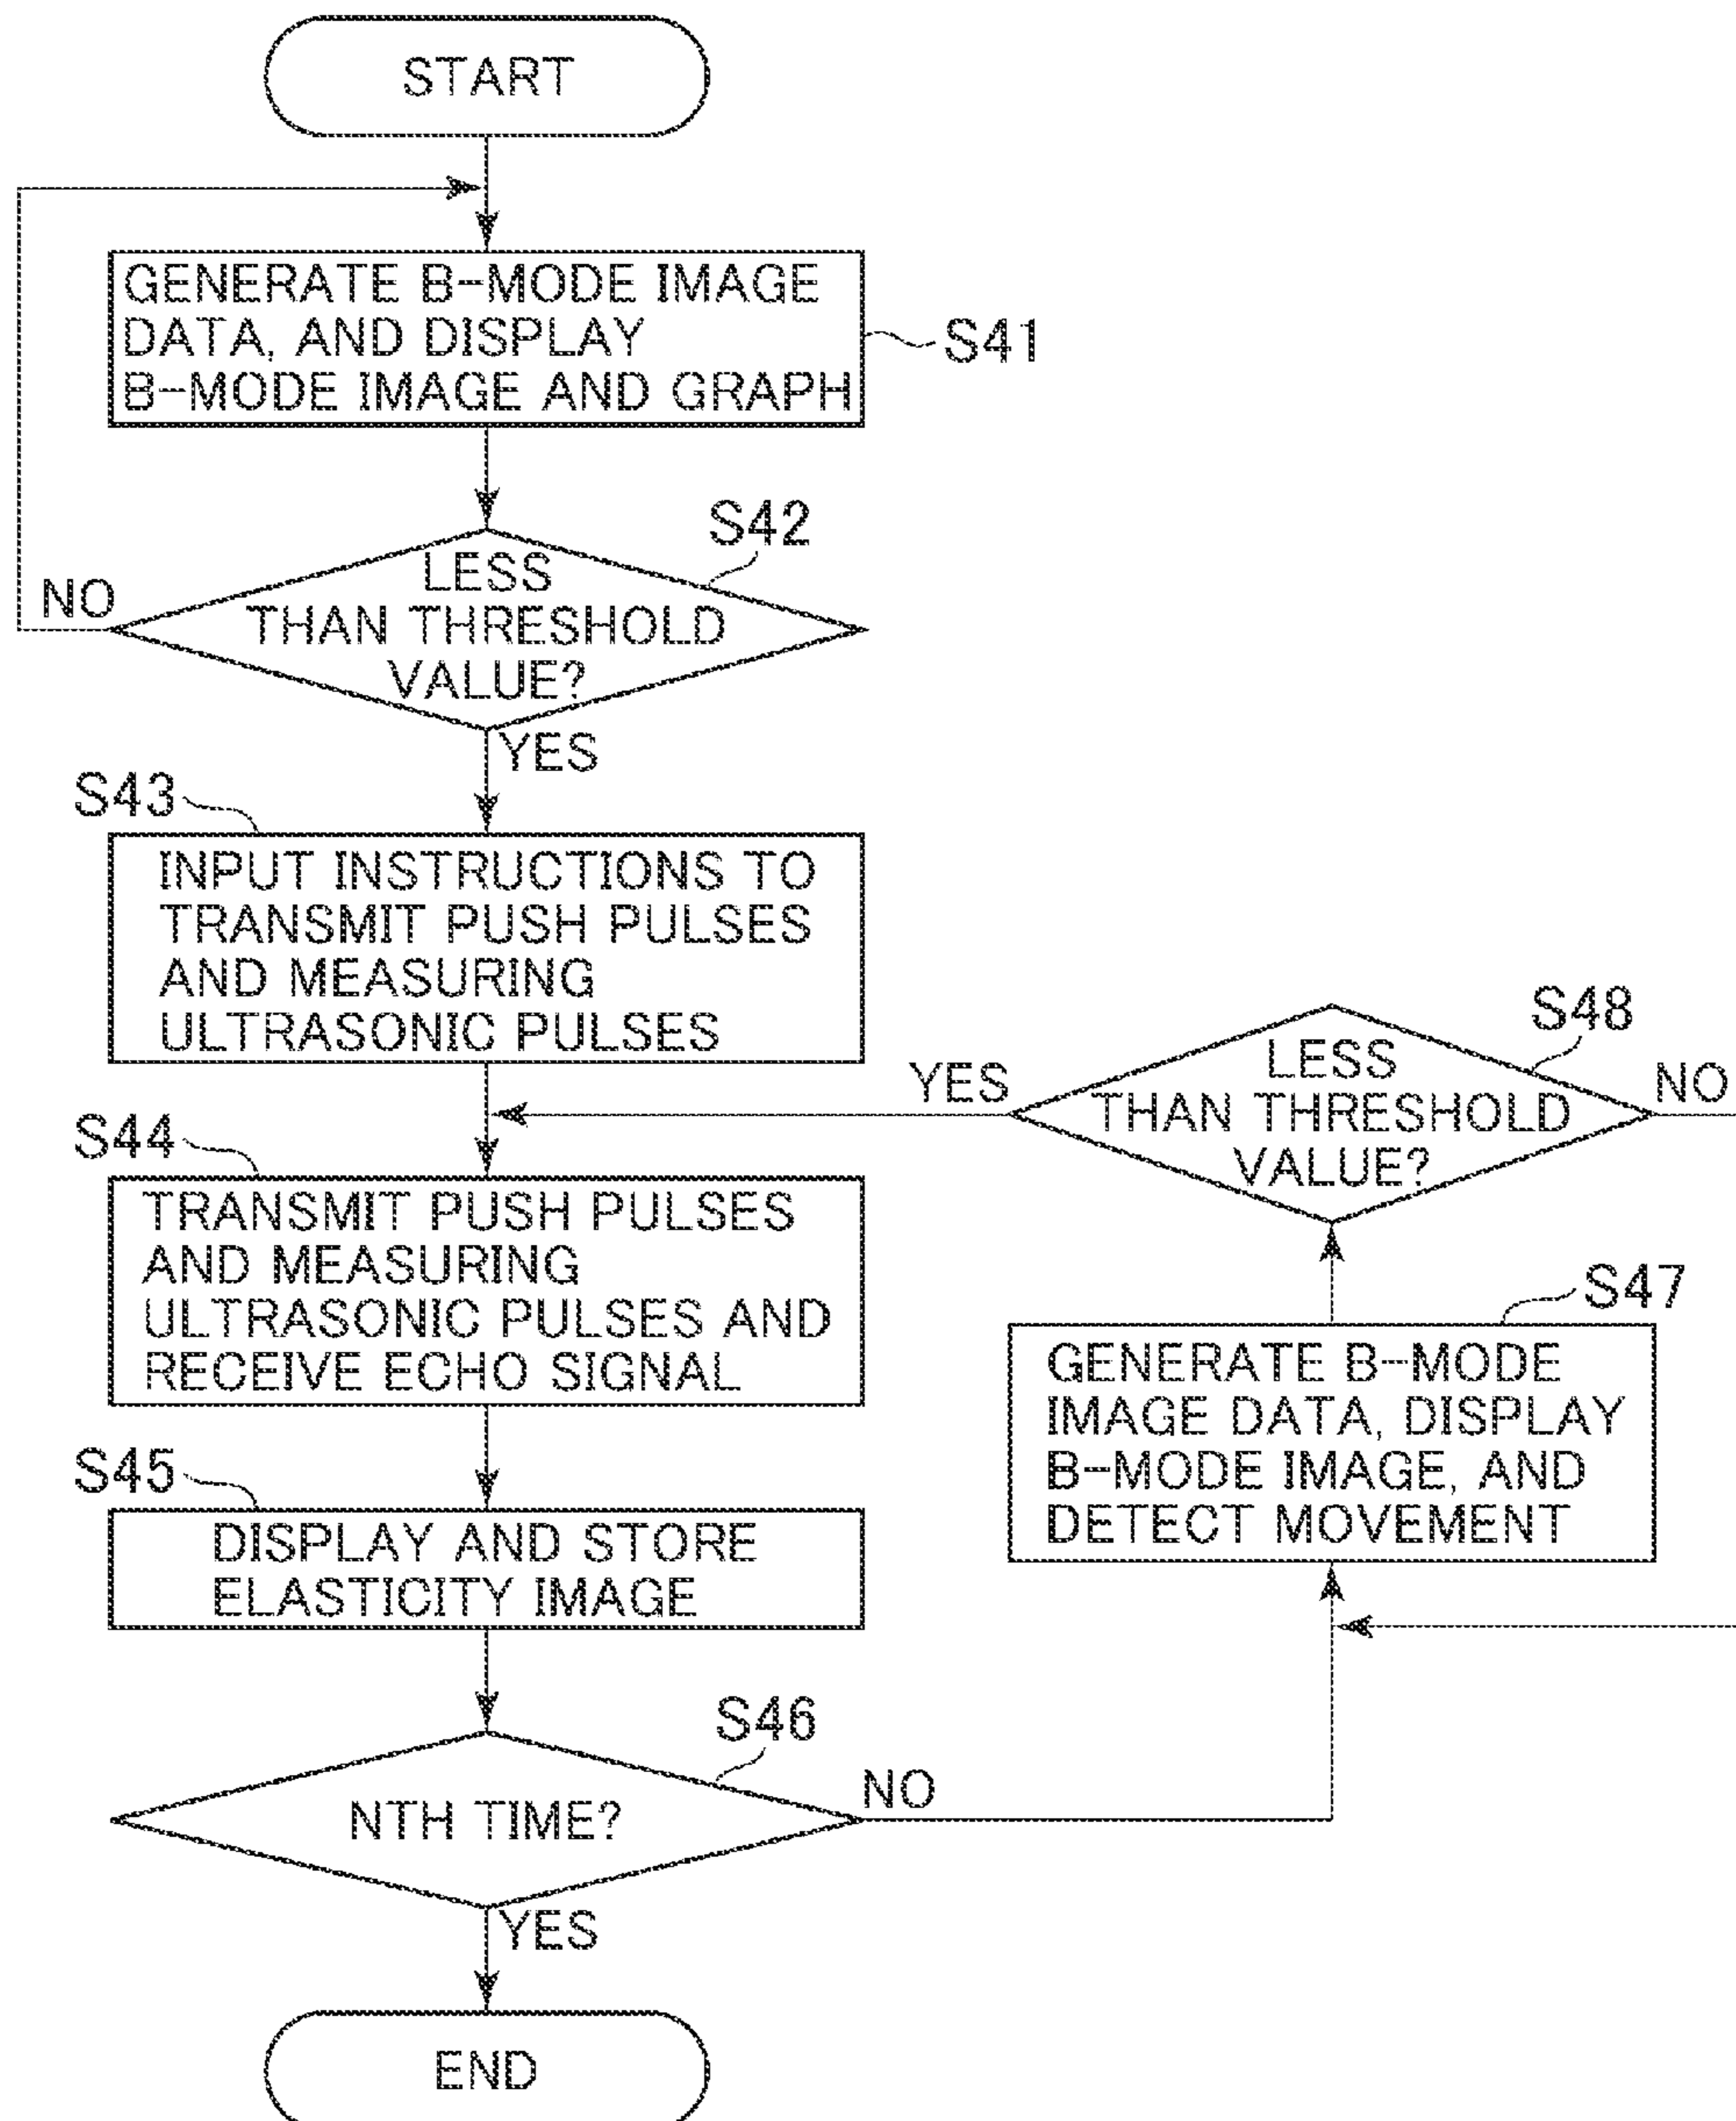 START
GENERATE B-MODE IMAGE
DATA, AND DISPLAY
B-MODE IMAGE AND GRAPH
S41
S42
LESS
THAN THRESHOLD
VALUE?
NO
YES
S43
INPUT INSTRUCTIONS TO
TRANSMIT PUSH PULSES
AND MEASURING
ULTRASONIC PULSES
S44
TRANSMIT PUSH PULSES
AND MEASURING
ULTRASONIC PULSES AND
RECEIVE ECHO SIGNAL
S45
DISPLAY AND STORE
ELASTICITY IMAGE
S46
NTH TIME?
NO
YES
END
S47
GENERATE B-MODE
IMAGE DATA, DISPLAY
B-MODE IMAGE, AND
DETECT MOVEMENT
S48
LESS
THAN THRESHOLD
VALUE?
YES
NO